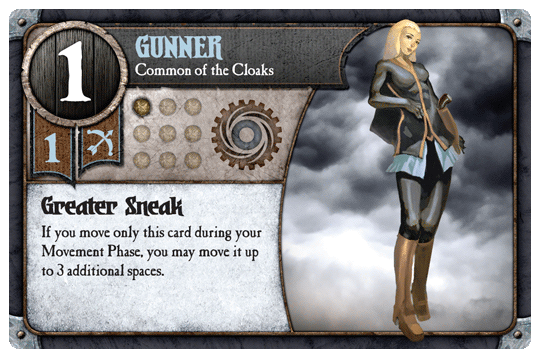 1
GUNNER
Common of the Cloaks
1
Greater Sneak
If you move only this card during your
Movement Phase, you may move it up
to 3 additional spaces.